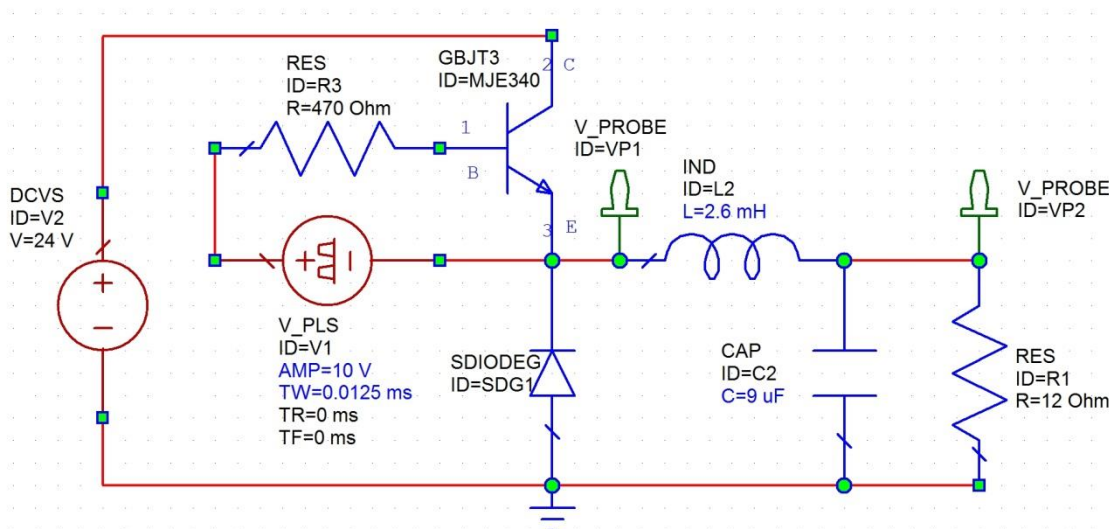 DCVS
ID=V2
V=24 V
RES
ID=R3
R=470 Ohm
GBJT3
ID=MJE340
2
C
1
B
3
E
V_PLS
ID=V1
AMP=10 V
TW=0.0125 ms
TR=0 ms
TF=0 ms
SDIODEG
ID=SDG1
V_PROBE
ID=VP1
IND
ID=L2
L=2.6 mH
CAP
ID=C2
C=9 uF
V_PROBE
ID=VP2
RES
ID=R1
R=12 Ohm